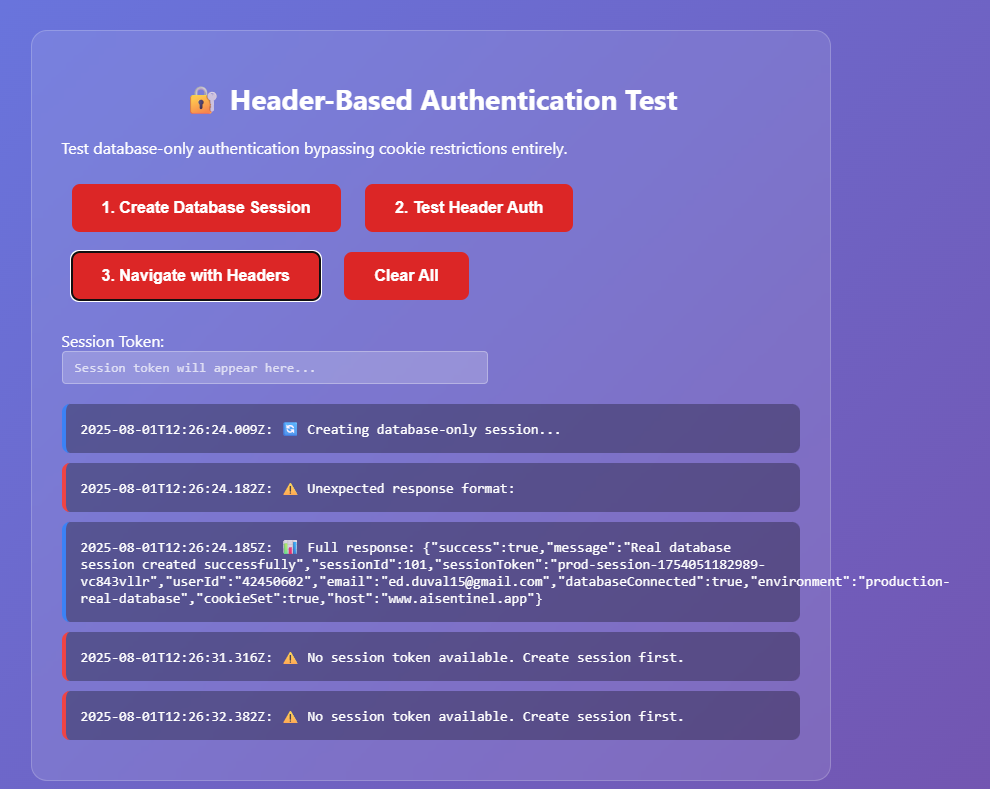 🔐 Header-Based Authentication Test
Test database-only authentication bypassing cookie restrictions entirely.
1. Create Database Session
2. Test Header Auth
3. Navigate with Headers
Clear All
Session Token:
Session token will appear here...
2025-08-01T12:26:24.009Z: 🔄 Creating database-only session...
2025-08-01T12:26:24.182Z: ⚠️ Unexpected response format:
2025-08-01T12:26:24.185Z: 📊 Full response: {"success":true,"message":"Real database
session created successfully","sessionId":101,"sessionToken":"prod-session-1754051182989-
vc843vllr","userId":"42450602","email":"ed.duval15@gmail.com","databaseConnected":true,"environment":"production-
real-database","cookieSet":true,"host":"www.aisentinel.app"}
2025-08-01T12:26:31.316Z: ⚠️ No session token available. Create session first.
2025-08-01T12:26:32.382Z: ⚠️ No session token available. Create session first.